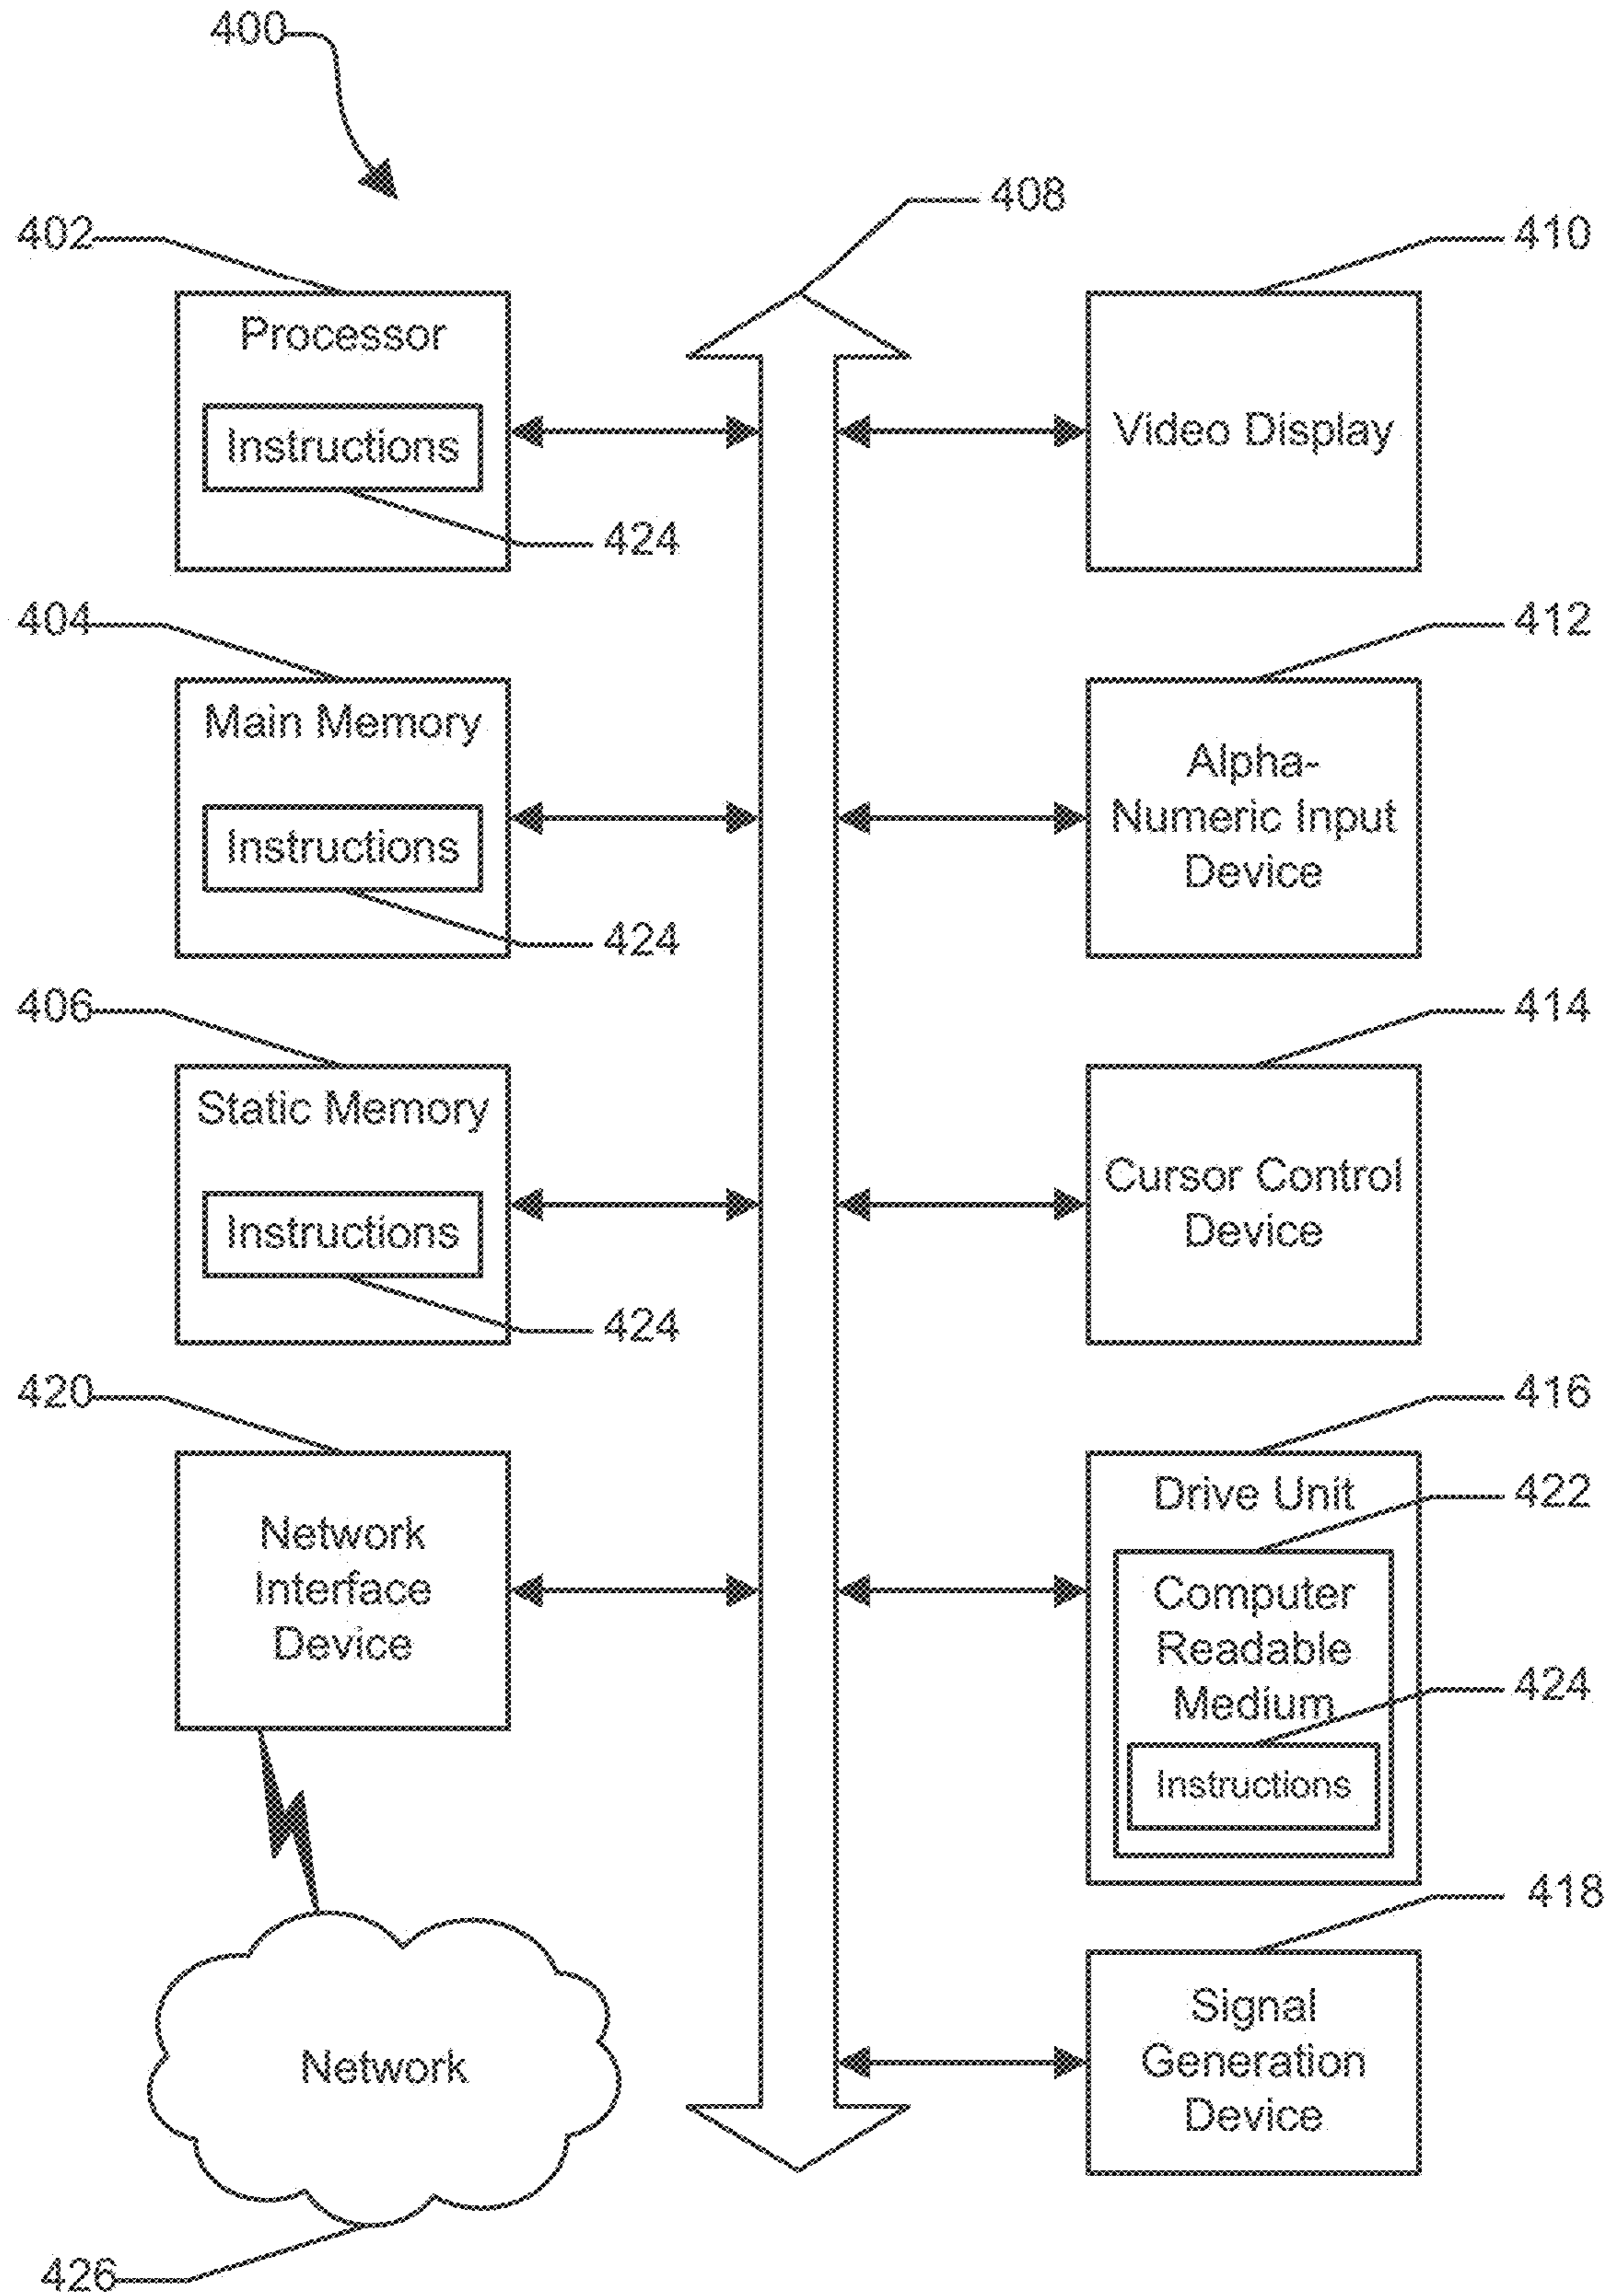 400
408
402
410
Processor
Instructions
424
Video Display
404
412
Main Memory
Instructions
424
Alpha-
Numeric Input
Device
406
414
Static Memory
Instructions
424
Cursor Control
Device
420
416
Network
Interface
Device
Drive Unit
422
Computer
Readable
Medium
424
Instructions
418
Signal
Generation
Device
Network
426